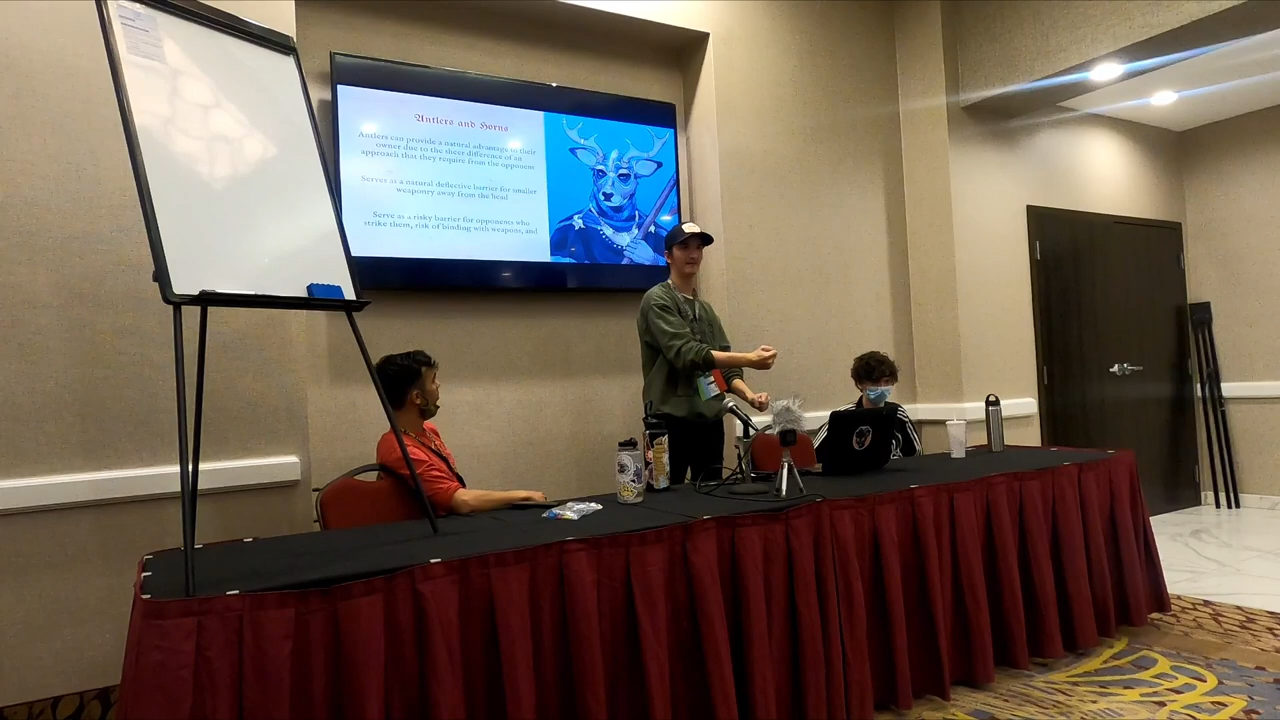 Antlers and Horns
Antlers can provide a natural advantage to their
owner due to the sheer difference of an
approach that they require from the opponent
Serves as a natural deflective barrier for smaller
weaponry away from the head
Serve as a risky barrier for opponents who
strike them, risk of binding with weapons, and